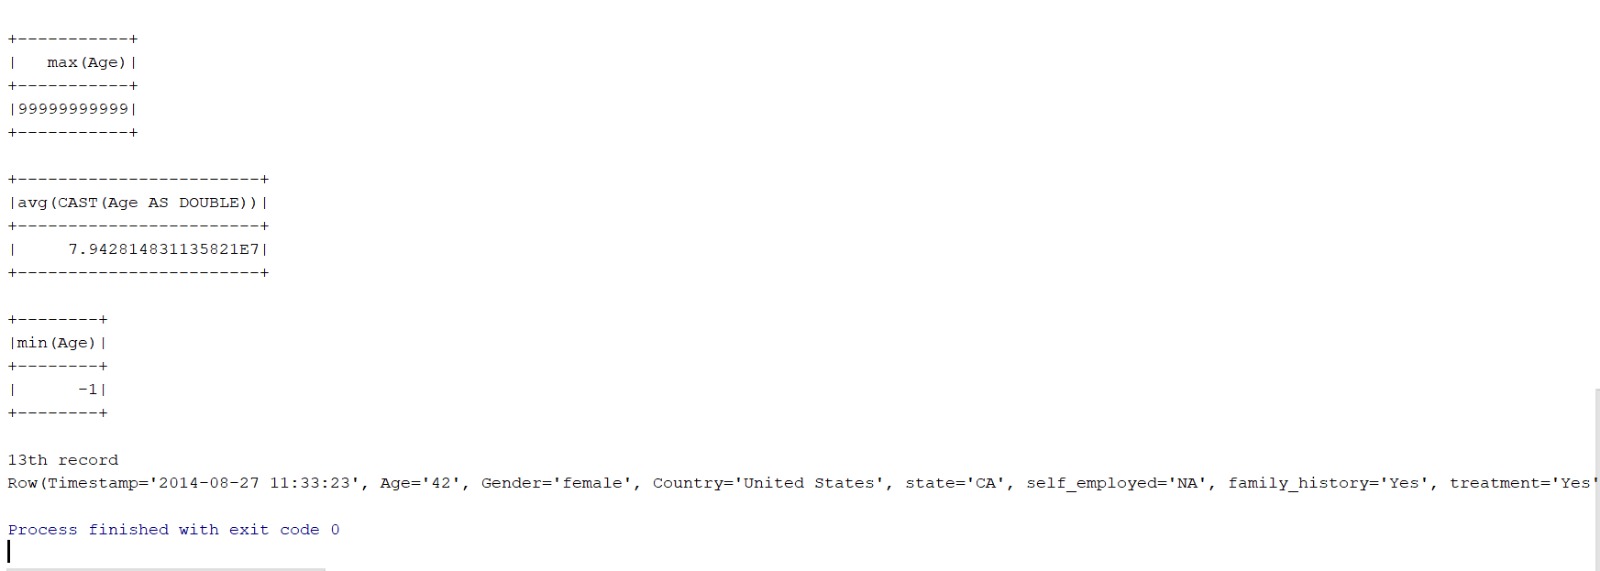 +-----------+
|   max(Age)|
+-----------+
|99999999999|
+-----------+
+------------------------+
|avg(CAST(Age AS DOUBLE))|
+------------------------+
|     7.942814831135821E7|
+------------------------+
+--------+
|min(Age)|
+--------+
|      -1|
+--------+
13th record
Row(Timestamp='2014-08-27 11:33:23', Age='42', Gender='female', Country='United States', state='CA', self_employed='NA', family_history='Yes', treatment='Yes'
Process finished with exit code 0